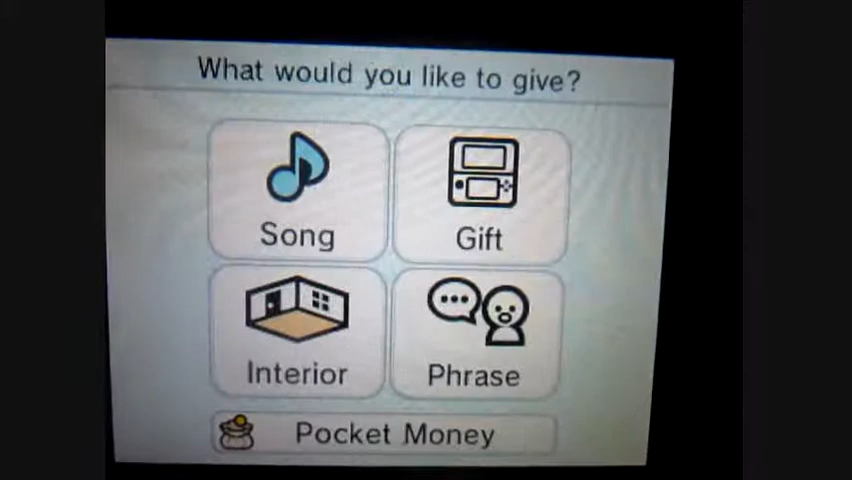 What would you like to give?
Song
Gift
Interior
Phrase
Pocket Money